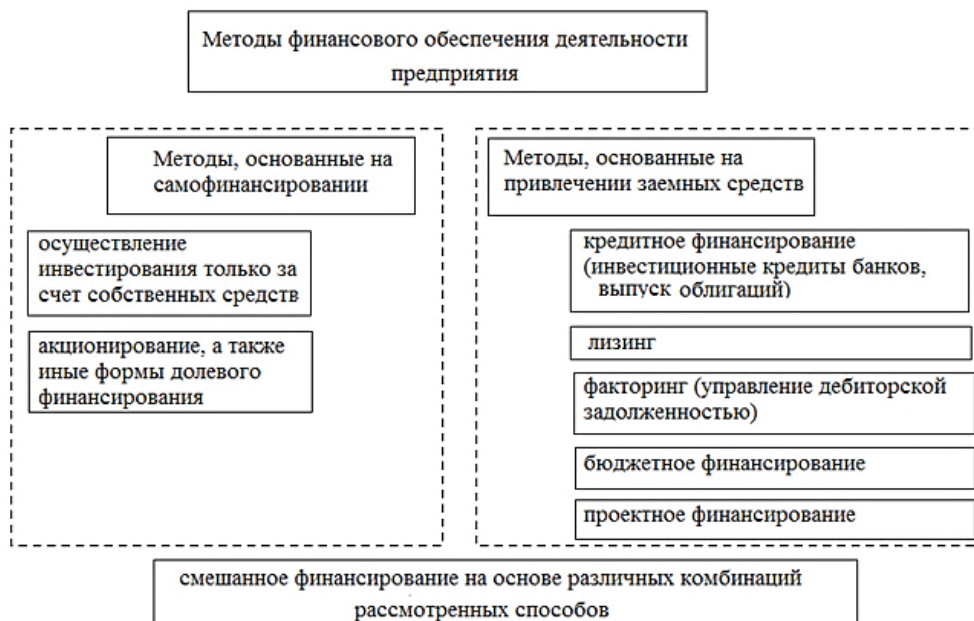 Методы финансового обеспечения деятельности
предприятия
Методы, основанные на
самофинансировании
осуществление
инвестирования только за
счет собственных средств
акционирование, а также
иные формы долевого
финансирования
Методы, основанные на
привлечении заемных средств
кредитное финансирование
(инвестиционные кредиты банков,
выпуск облигаций)
лизинг
факторинг (управление дебиторской
задолженностью)
бюджетное финансирование
проектное финансирование
смешанное финансирование на основе различных комбинаций
рассмотренных способов